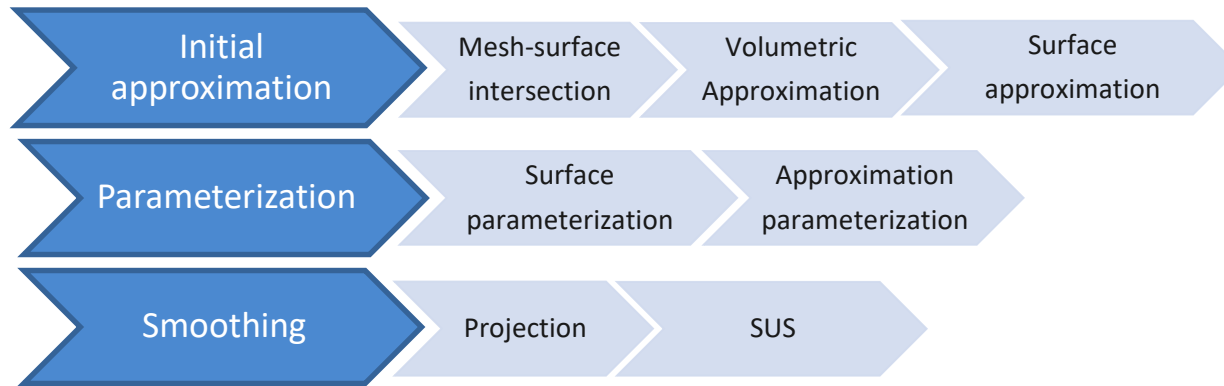 Initial
approximation
Mesh-surface
intersection
Volumetric
Approximation
Surface
approximation
Parameterization
Surface
parameterization
Approximation
parameterization
Smoothing
Projection
SUS